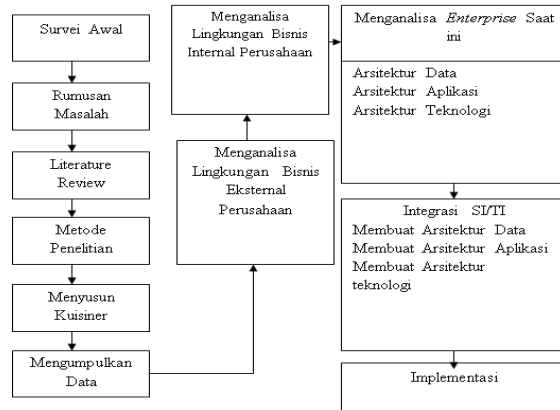 Survei Awal
Rumusan
Masalah
Literature
Review
Metode
Penelitian
Menyusun
Kuisiner
Mengumpulkan
Data
Menganalisa
Lingkungan Bisnis
Eksternal
Perusahaan
Menganalisa
Lingkungan Bisnis
Internal Perusahaan
Menganalisa Enterprise Saat
ini
Arsitektur Data
Arsitektur Aplikasi
Arsitektur Teknologi
Integrasi SI/TI
Membuat Arsitektur Data
Membuat Arsitektur Aplikasi
Membuat Arsitektur
teknologi
Implementasi